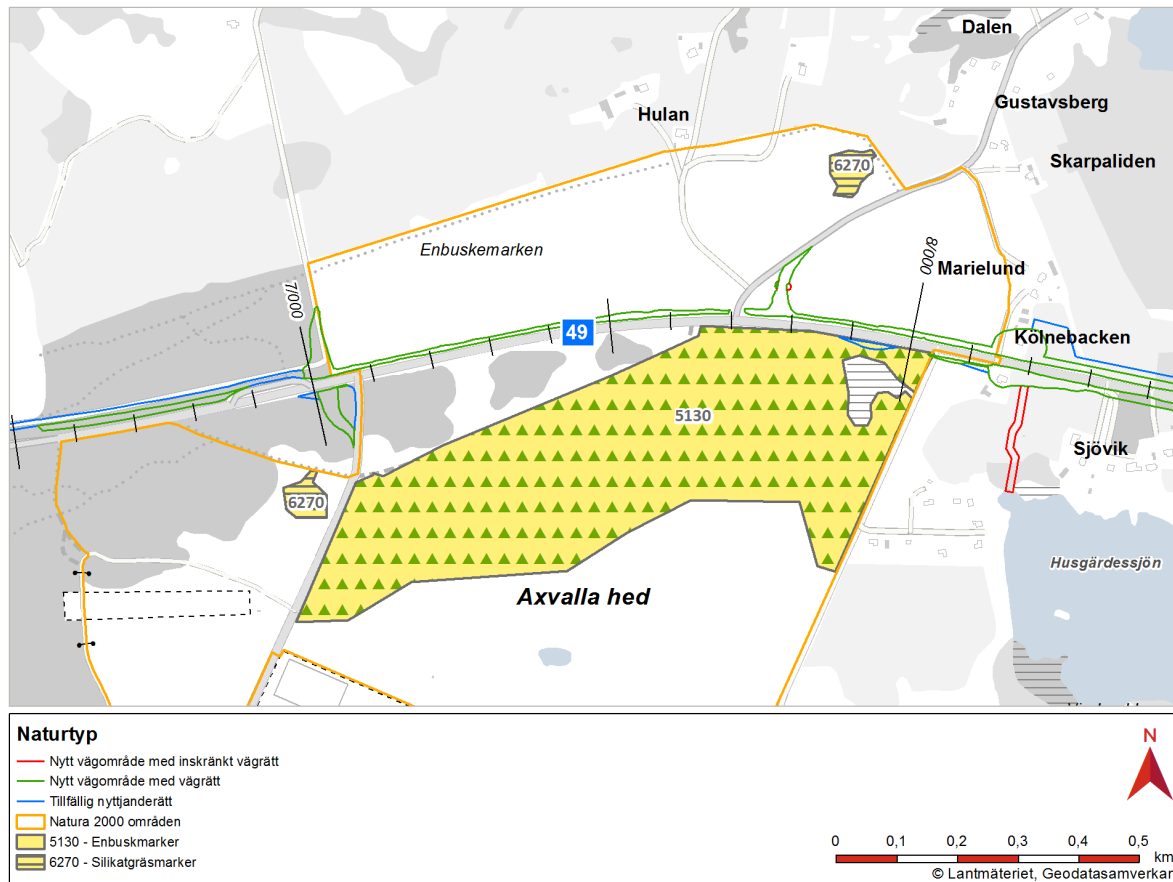 Dalen
Gustavsberg
Hulan
Skarpaliden
6270
Enbuskemarken
8/000
Marielund
7/000
49
Kölnebacken
5130
Sjövik
6270
Husgärdessjön
Axvalla hed
Naturtyp
Nytt vägområde med inskränkt vägrätt
Nytt vägområde med vägrätt
Tillfällig nyttjanderätt
Natura 2000 områden
5130 - Enbuskmarker
6270 - Silikatgräsmarker
N
0 0,1 0,2 0,3 0,4 0,5
km
© Lantmäteriet, Geodatasamverkan